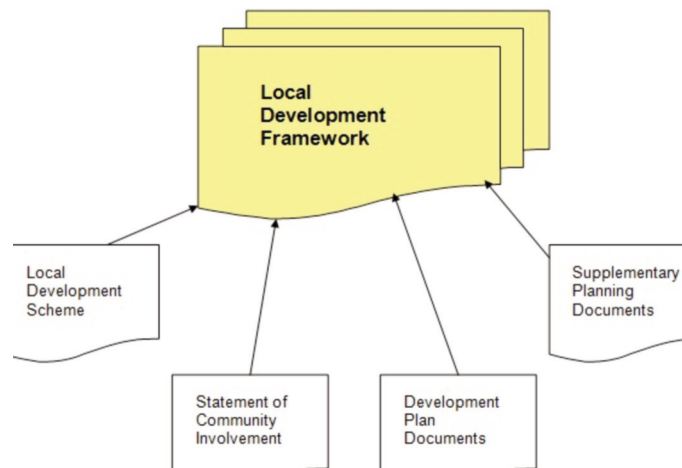 Local
Development
Framework
Local
Development
Scheme
Supplementary
Planning
Documents
Statement of
Community
Involvement
Development
Plan
Documents